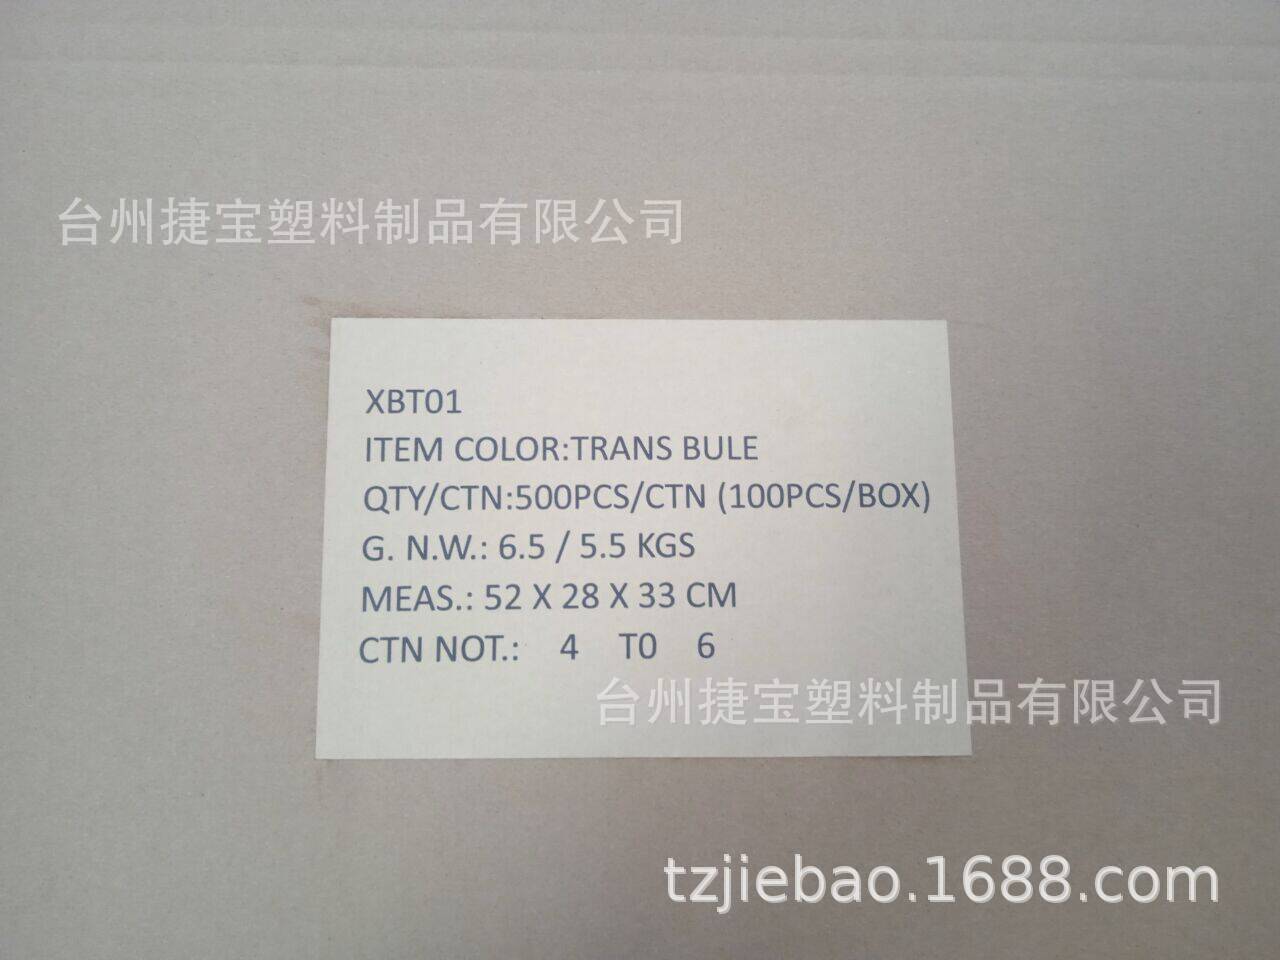 台州捷宝塑料制品有限公司
XBT01
ITEM COLOR:TRANS BULE
QTY/CTN:500PCS/CTN (100PCS/BOX)
G. N.W.: 6.5 / 5.5 KGS
MEAS.: 52 X 28 X 33 CM
CTN NOT.: 4 TO 6
台州捷宝塑料制品有限公司
tzjiebao.1688.com